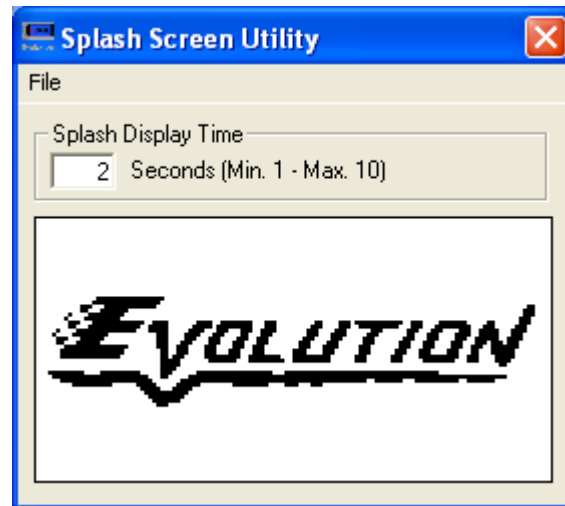 Splash Screen Utility
File
Splash Display Time
2 Seconds (Min. 1 - Max. 10)
EVOLUTION